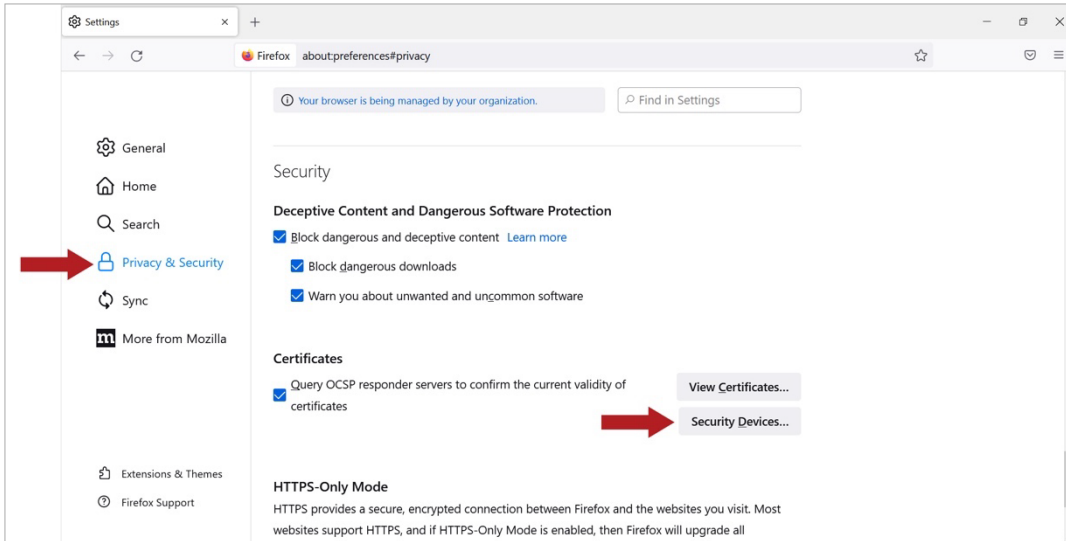 Settings
Firefox about:preferences#privacy
Your browser is being managed by your organization.
Find in Settings
General
Home
Search
Privacy & Security
Sync
More from Mozilla
Extensions & Themes
Firefox Support
Security
Deceptive Content and Dangerous Software Protection
Block dangerous and deceptive content Learn more
Block dangerous downloads
Warn you about unwanted and uncommon software
Certificates
Query OCSP responder servers to confirm the current validity of
certificates
View Certificates...
Security Devices...
HTTPS-Only Mode
HTTPS provides a secure, encrypted connection between Firefox and the websites you visit. Most
websites support HTTPS, and if HTTPS-Only Mode is enabled, then Firefox will upgrade all